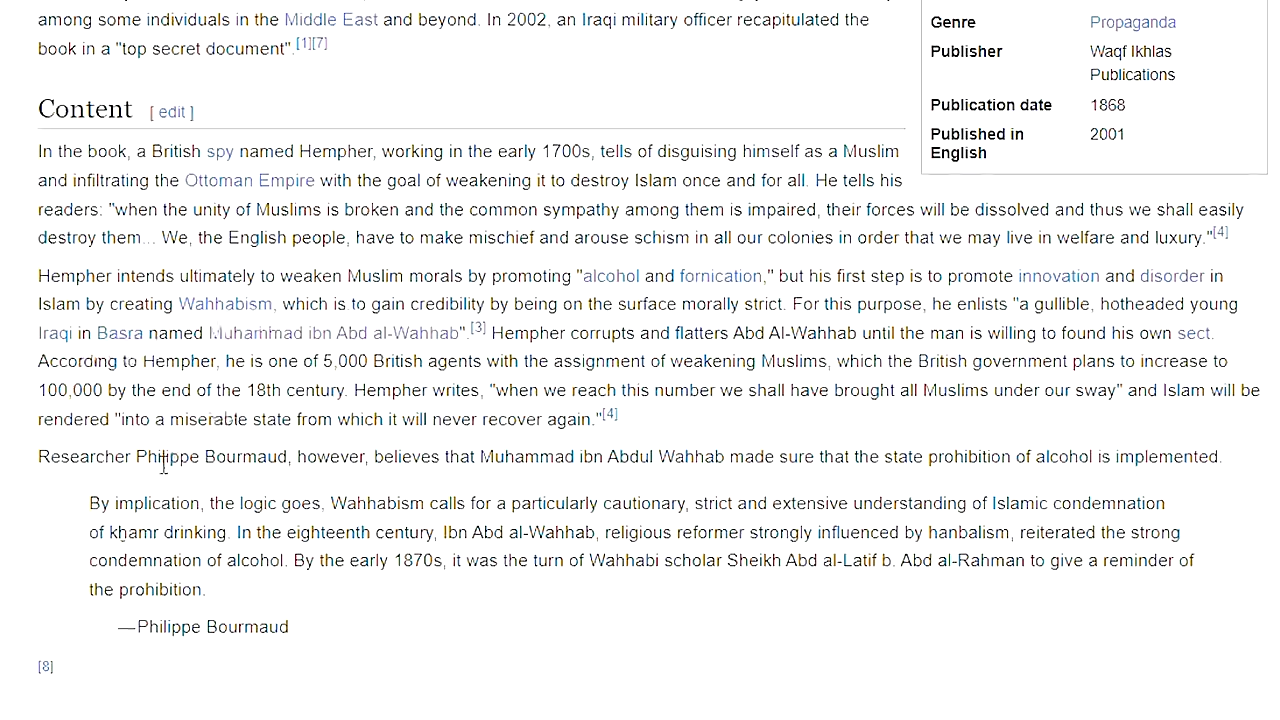 among some individuals in the Middle East and beyond. In 2002, an Iraqi military officer recapitulated the
book in a "top secret document".[1][7]
Genre Propaganda
Publisher Waqf Ikhlas
Publications
Publication date 1868
Published in 2001
English
Content [ edit ]
In the book, a British spy named Hempher, working in the early 1700s, tells of disguising himself as a Muslim
and infiltrating the Ottoman Empire with the goal of weakening it to destroy Islam once and for all. He tells his
readers: "when the unity of Muslims is broken and the common sympathy among them is impaired, their forces will be dissolved and thus we shall easily
destroy them... We, the English people, have to make mischief and arouse schism in all our colonies in order that we may live in welfare and luxury."[4]
Hempher intends ultimately to weaken Muslim morals by promoting "alcohol and fornication," but his first step is to promote innovation and disorder in
Islam by creating Wahhabism, which is to gain credibility by being on the surface morally strict. For this purpose, he enlists "a gullible, hotheaded young
Iraqi in Basra named Muhammad ibn Abd al-Wahhab".[3] Hempher corrupts and flatters Abd Al-Wahhab until the man is willing to found his own sect.
According to Hempher, he is one of 5,000 British agents with the assignment of weakening Muslims, which the British government plans to increase to
100,000 by the end of the 18th century. Hempher writes, "when we reach this number we shall have brought all Muslims under our sway" and Islam will be
rendered "into a miserable state from which it will never recover again."[4]
Researcher Philippe Bourmaud, however, believes that Muhammad ibn Abdul Wahhab made sure that the state prohibition of alcohol is implemented.
By implication, the logic goes, Wahhabism calls for a particularly cautionary, strict and extensive understanding of Islamic condemnation
of khamr drinking. In the eighteenth century, Ibn Abd al-Wahhab, religious reformer strongly influenced by hanbalism, reiterated the strong
condemnation of alcohol. By the early 1870s, it was the turn of Wahhabi scholar Sheikh Abd al-Latif b. Abd al-Rahman to give a reminder of
the prohibition.
—Philippe Bourmaud
[8]